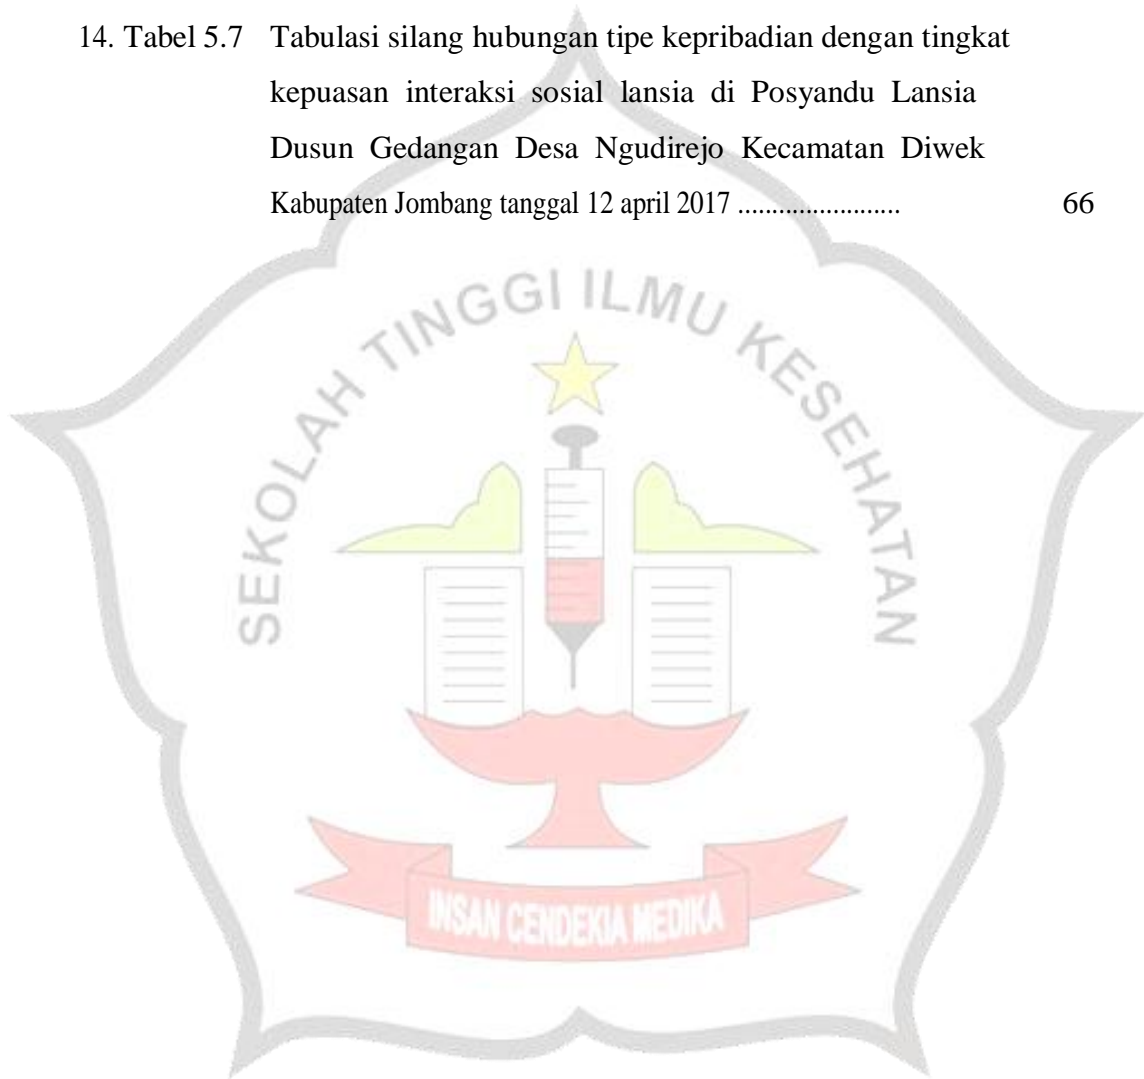 14. Tabel 5.7 Tabulasi silang hubungan tipe kepribadian dengan tingkat
kepuasan interaksi sosial lansia di Posyandu Lansia
Dusun Gedangan Desa Ngudirejo Kecamatan Diwek
Kabupaten Jombang tanggal 12 april 2017 ....................... 66
SEKOLAH TINGGI ILMU KESEHATAN
INSAN CENDEKIA MEDIKA